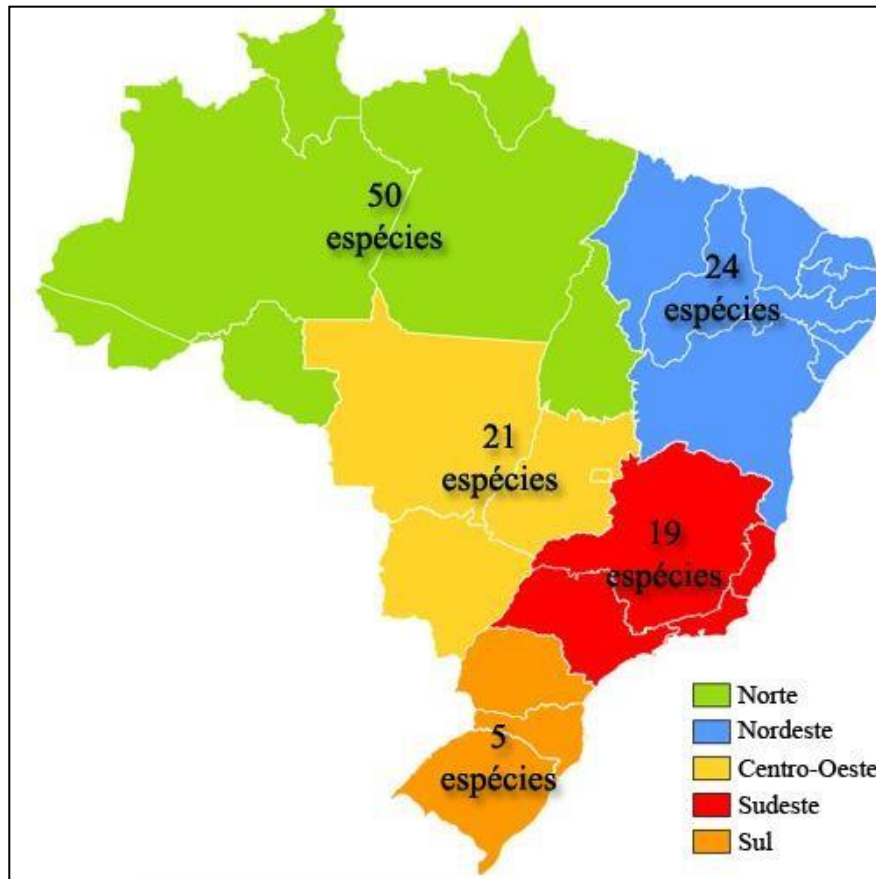 50
espécies
24
espécies
21
espécies
19
espécies
5
espécies
Norte
Nordeste
Centro-Oeste
Sudeste
Sul